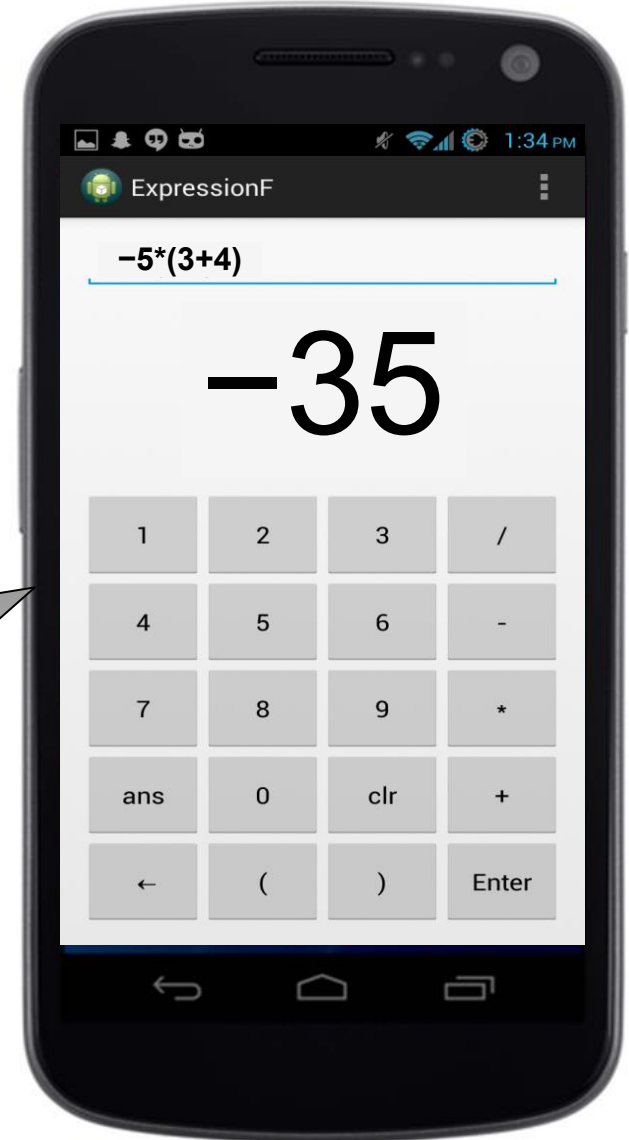 1:34 PM
ExpressionF
−5*(3+4)
−35
1 2 3 /
4 5 6 -
7 8 9 *
ans 0 clr +
← ( ) Enter